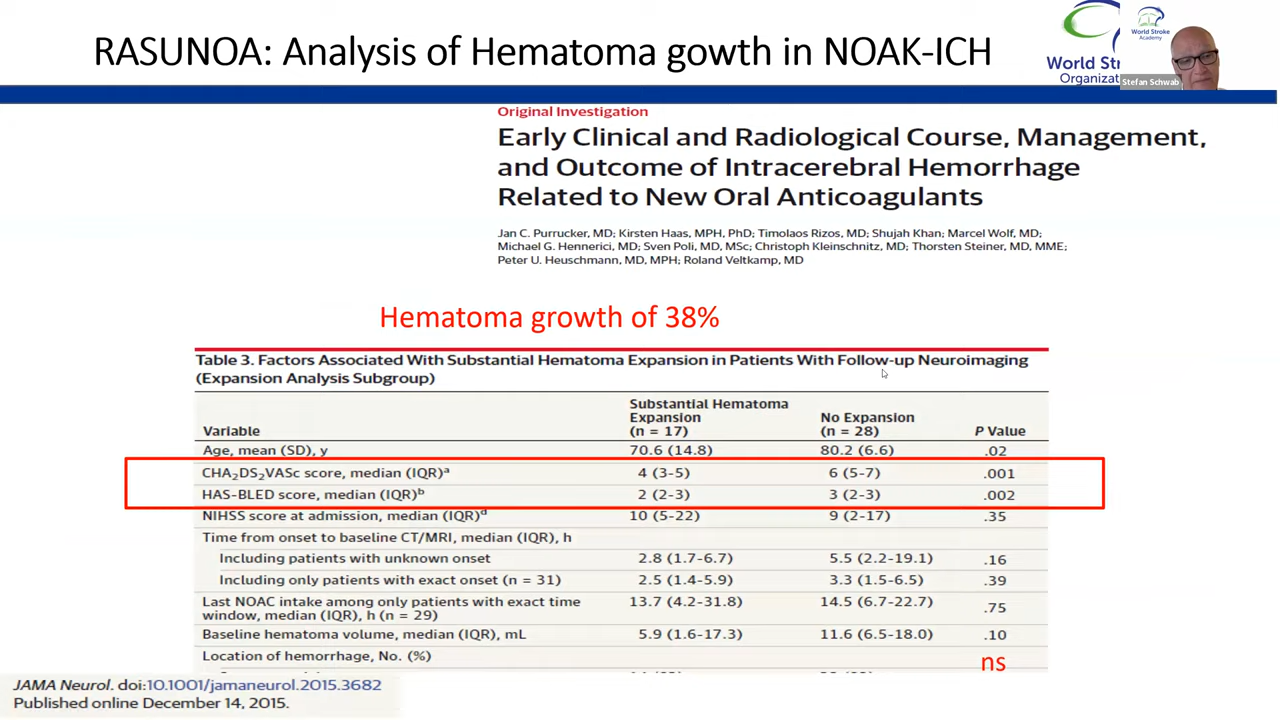 RASUNOA: Analysis of Hematoma gowth in NOAK-ICH
World Stroke
Academy
World Str
Organizat
Stefan Schwab
Original Investigation
Early Clinical and Radiological Course, Management,
and Outcome of Intracerebral Hemorrhage
Related to New Oral Anticoagulants
Jan C. Purrucker, MD; Kirsten Haas, MPH, PhD; Timolaos Rizos, MD; Shujah Khan; Marcel Wolf, MD;
Michael G. Hennerici, MD; Sven Poli, MD, MSc; Christoph Kleinschnitz, MD; Thorsten Steiner, MD, MME;
Peter U. Heuschmann, MD, MPH; Roland Veltkamp, MD
Hematoma growth of 38%
Table 3. Factors Associated With Substantial Hematoma Expansion in Patients With Follow-up Neuroimaging
(Expansion Analysis Subgroup)
Variable Substantial Hematoma Expansion (n = 17) No Expansion (n = 28) P Value
Age, mean (SD), y 70.6 (14.8) 80.2 (6.6) .02
CHA₂DS₂VASc score, median (IQR)ᵃ 4 (3-5) 6 (5-7) .001
HAS-BLED score, median (IQR)ᵇ 2 (2-3) 3 (2-3) .002
NIHSS score at admission, median (IQR)ᵈ 10 (5-22) 9 (2-17) .35
Time from onset to baseline CT/MRI, median (IQR), h
Including patients with unknown onset 2.8 (1.7-6.7) 5.5 (2.2-19.1) .16
Including only patients with exact onset (n = 31) 2.5 (1.4-5.9) 3.3 (1.5-6.5) .39
Last NOAC intake among only patients with exact time
window, median (IQR), h (n = 29) 13.7 (4.2-31.8) 14.5 (6.7-22.7) .75
Baseline hematoma volume, median (IQR), mL 5.9 (1.6-17.3) 11.6 (6.5-18.0) .10
Location of hemorrhage, No. (%)
ns
JAMA Neurol. doi:10.1001/jamaneurol.2015.3682
Published online December 14, 2015.